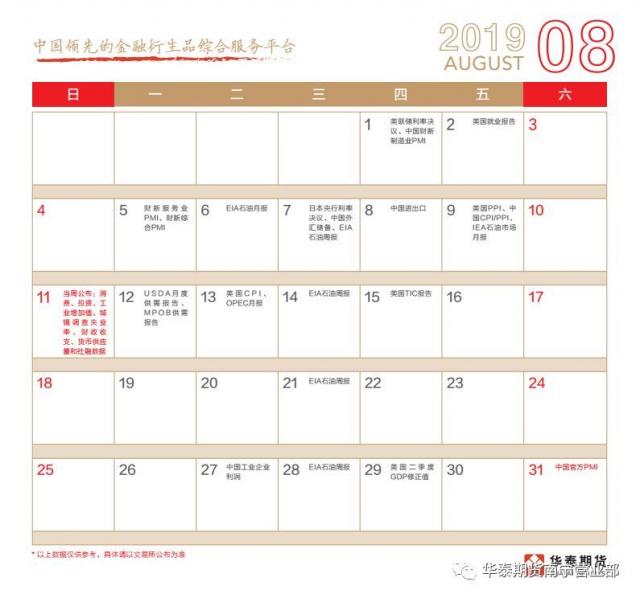 中国领先的金融衍生品综合服务平台
2019
AUGUST
08
日 一 二 三 四 五 六
1
美联储利率决
议、中国财新
制造业PMI
2
美国就业报告
3
4
5
财新服务业
PMI、财新综
合PMI
6
EIA石油月报
7
日本央行利率
决议、中国外
汇储备、EIA
石油周报
8
中国进出口
9
美国PPI、中
国CPI/PPI、
IEA石油市场
月报
10
11
当周公布：消
费、投资、工
业增加值、城
镇调查失业
率、财政收
支、货币供应
量和社融数据
12
USDA月度
供需报告、
MPOB供需
报告
13
美国CPI、
OPEC月报
14
EIA石油周报
15
美国TIC报告
16
17
18
19
20
21
EIA石油周报
22
23
24
25
26
27
中国工业企业
利润
28
EIA石油周报
29
美国二季度
GDP修正值
30
31
中国官方PMI
* 以上数据仅供参考，具体请以交易所公布为准
华泰期货
华泰期货南宁营业部